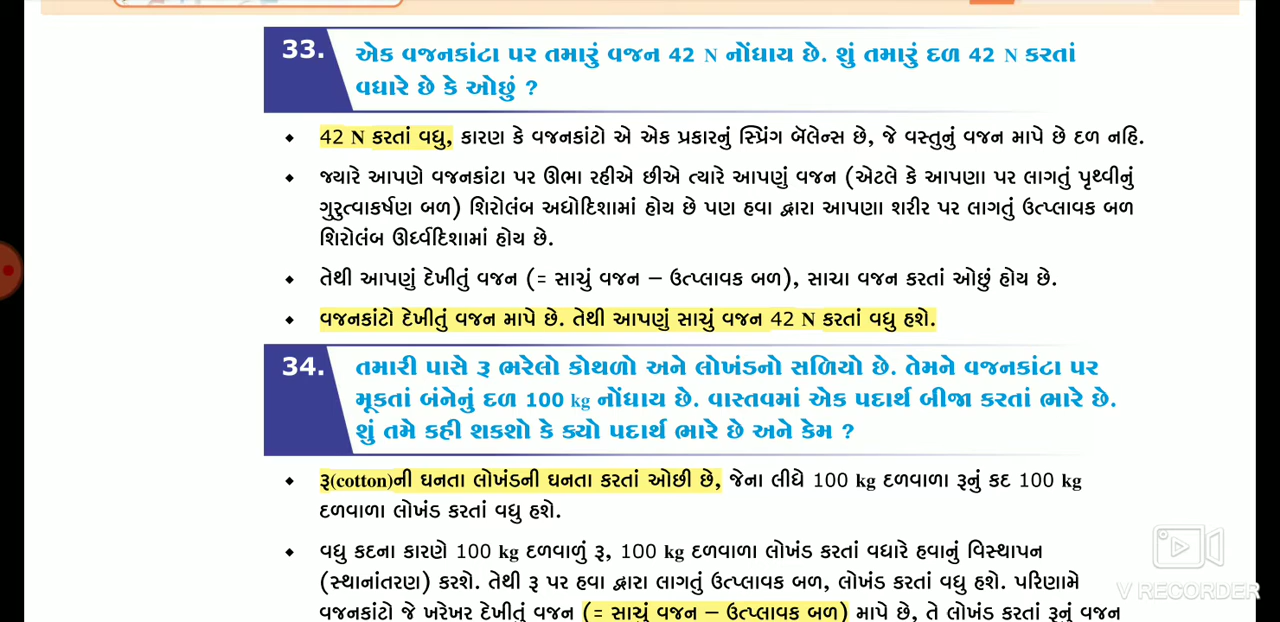 33. એક વજનકાંટા પર તમારું વજન 42 N નોંધાય છે. શું તમારું દળ 42 N કરતાં
વધારે છે કે ઓછું ?
⬩ 42 N કરતાં વધુ, કારણ કે વજનકાંટો એ એક પ્રકારનું સ્પ્રિંગ બૅલેન્સ છે, જે વસ્તુનું વજન માપે છે દળ નહિ.
⬩ જ્યારે આપણે વજનકાંટા પર ઊભા રહીએ છીએ ત્યારે આપણું વજન (એટલે કે આપણા પર લાગતું પૃથ્વીનું
ગુરુત્વાકર્ષણ બળ) શિરોલંબ અધોદિશામાં હોય છે પણ હવા દ્વારા આપણા શરીર પર લાગતું ઉત્પ્લાવક બળ
શિરોલંબ ઊર્ધ્વદિશામાં હોય છે.
⬩ તેથી આપણું દેખીતું વજન (= સાચું વજન – ઉત્પ્લાવક બળ), સાચા વજન કરતાં ઓછું હોય છે.
⬩ વજનકાંટો દેખીતું વજન માપે છે. તેથી આપણું સાચું વજન 42 N કરતાં વધુ હશે.
34. તમારી પાસે રૂ ભરેલો કોથળો અને લોખંડનો સળિયો છે. તેમને વજનકાંટા પર
મૂકતાં બંનેનું દળ 100 kg નોંધાય છે. વાસ્તવમાં એક પદાર્થ બીજા કરતાં ભારે છે.
શું તમે કહી શકશો કે ક્યો પદાર્થ ભારે છે અને કેમ ?
⬩ રૂ(cotton)ની ઘનતા લોખંડની ઘનતા કરતાં ઓછી છે, જેના લીધે 100 kg દળવાળા રૂનું કદ 100 kg
દળવાળા લોખંડ કરતાં વધુ હશે.
⬩ વધુ કદના કારણે 100 kg દળવાળું રૂ, 100 kg દળવાળા લોખંડ કરતાં વધારે હવાનું વિસ્થાપન
(સ્થાનાંતરણ) કરશે. તેથી રૂ પર હવા દ્વારા લાગતું ઉત્પ્લાવક બળ, લોખંડ કરતાં વધુ હશે. પરિણામે
વજનકાંટો જે ખરેખર દેખીતું વજન (= સાચું વજન – ઉત્પ્લાવક બળ) માપે છે, તે લોખંડ કરતાં રૂનું વજન
V RECORDER